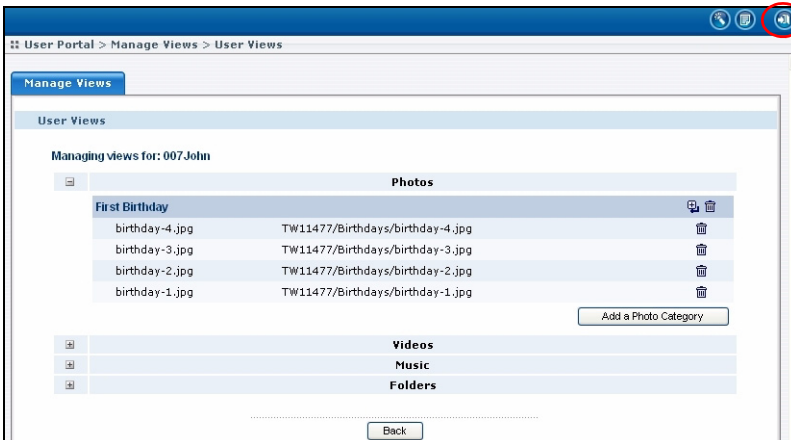 User Portal > Manage Views > User Views
Manage Views
User Views
Managing views for: 007John
Photos
First Birthday
birthday-4.jpg TW11477/Birthdays/birthday-4.jpg
birthday-3.jpg TW11477/Birthdays/birthday-3.jpg
birthday-2.jpg TW11477/Birthdays/birthday-2.jpg
birthday-1.jpg TW11477/Birthdays/birthday-1.jpg
Add a Photo Category
Videos
Music
Folders
Back